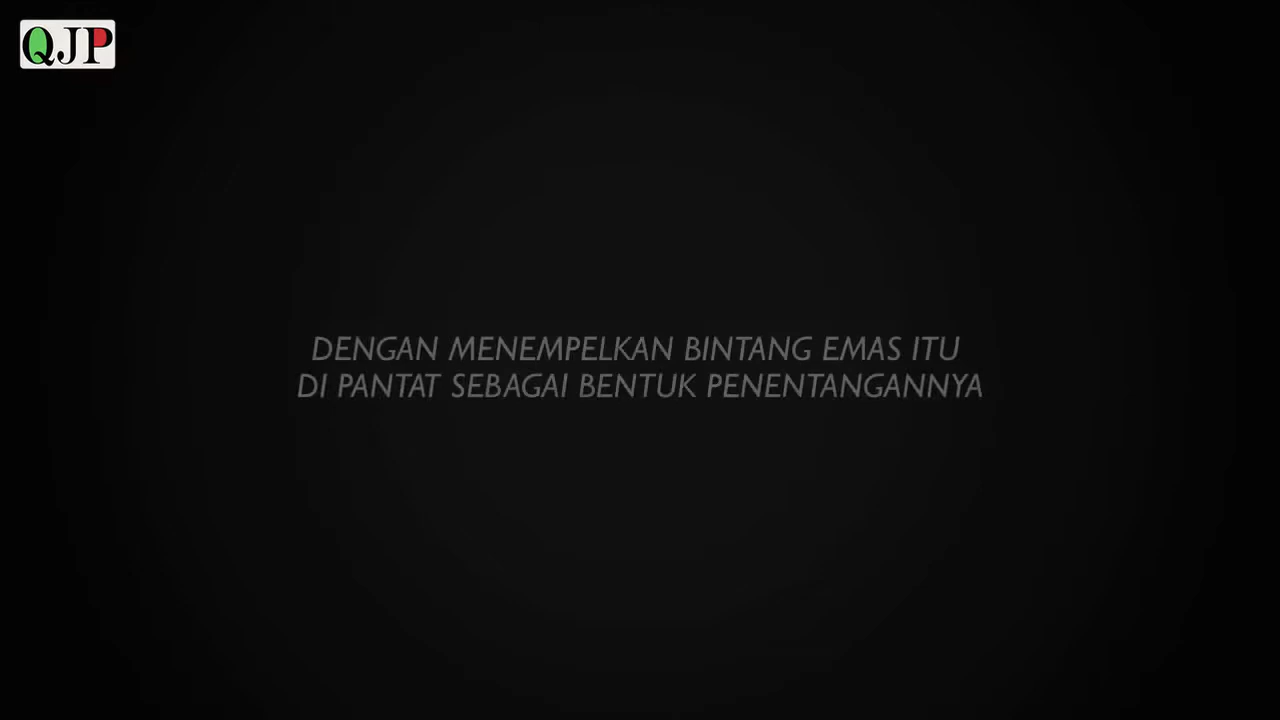 QJP
DENGAN MENEMPELKAN BINTANG EMAS ITU
DI PANTAT SEBAGAI BENTUK PENENTANGANNYA